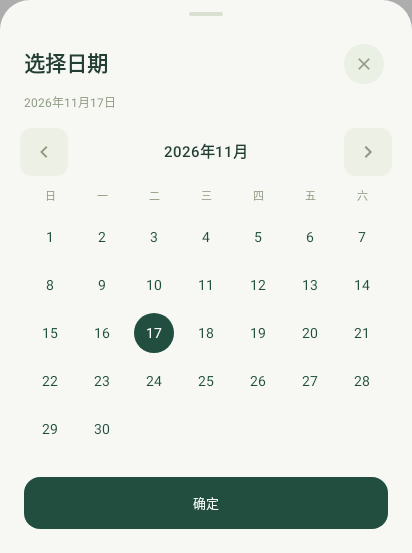 选择日期
2026年11月17日
2026年11月
日 一 二 三 四 五 六
1 2 3 4 5 6 7
8 9 10 11 12 13 14
15 16 17 18 19 20 21
22 23 24 25 26 27 28
29 30
确定